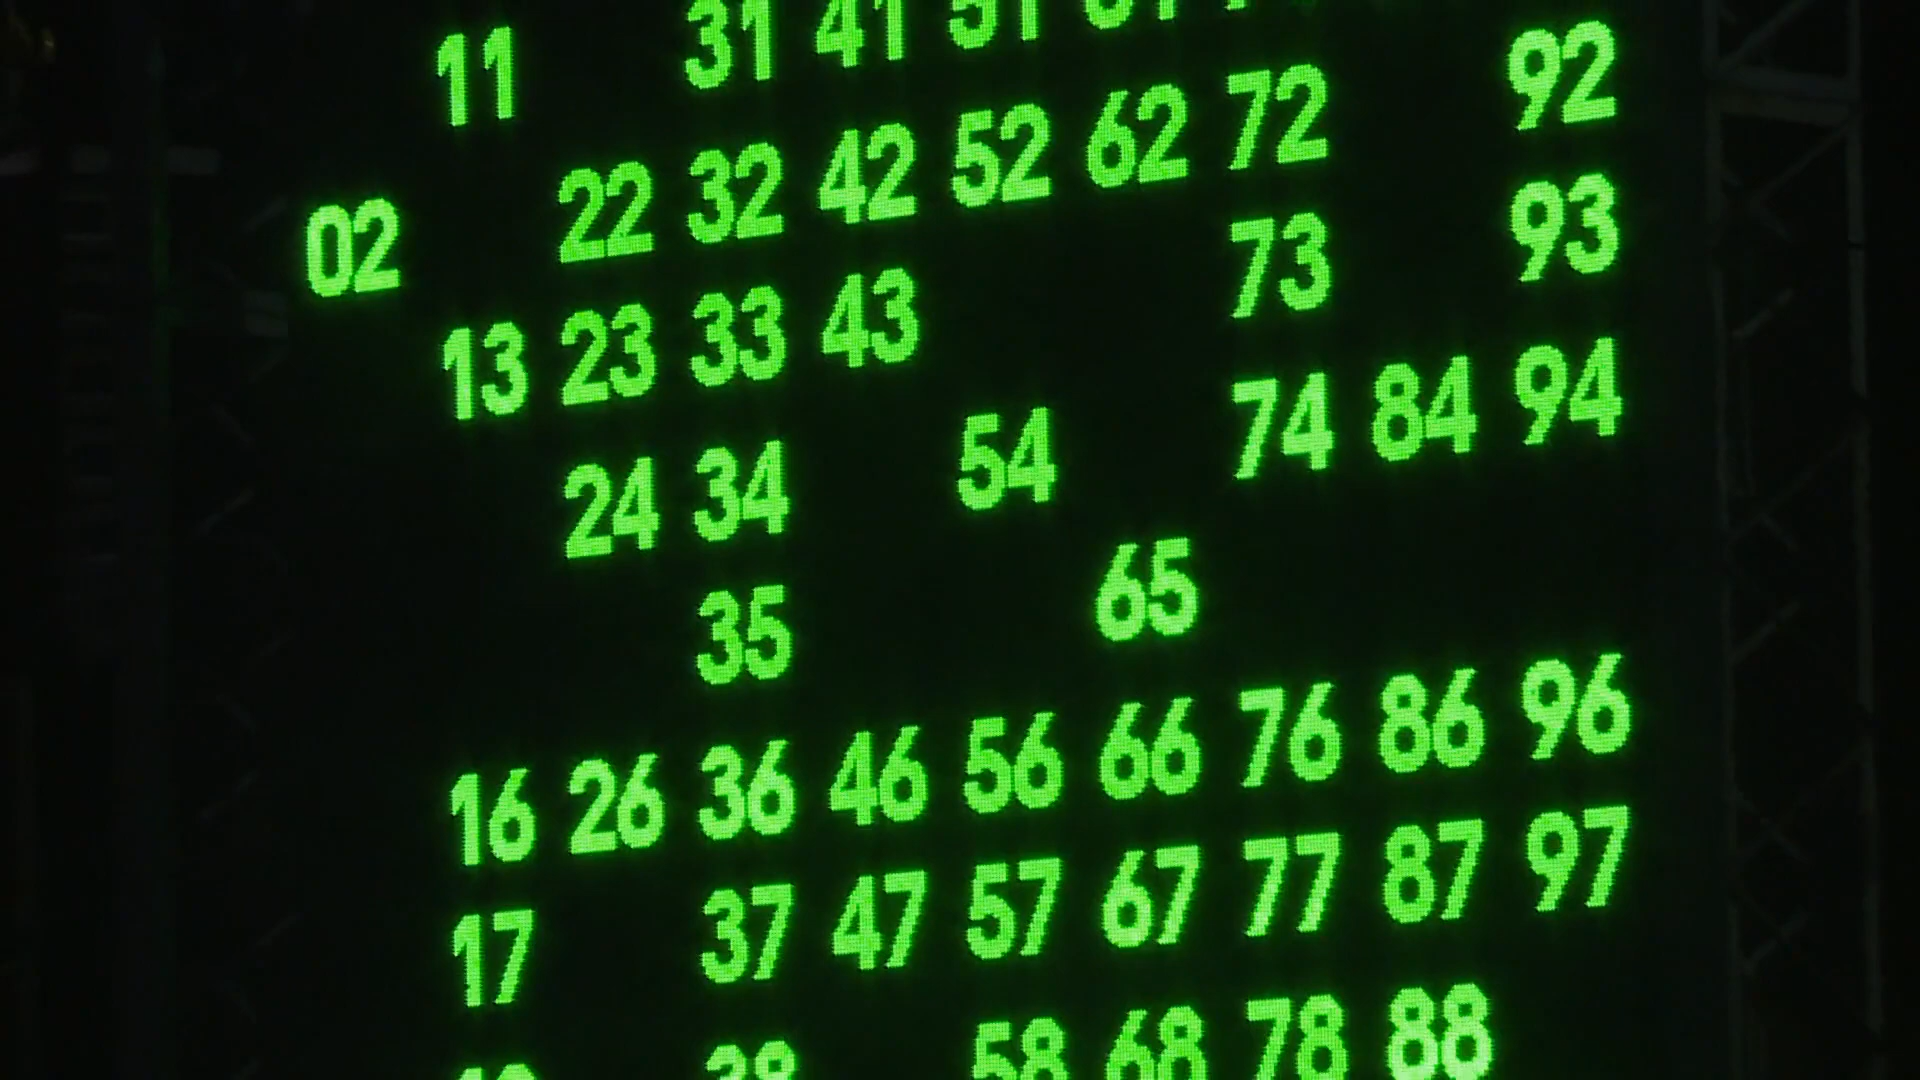 11 31 41 51
22 32 42 52 62 72 92
02 13 23 33 43 73 93
24 34 54 74 84 94
35 65
16 26 36 46 56 66 76 86 96
17 37 47 57 67 77 87 97
38 58 68 78 88